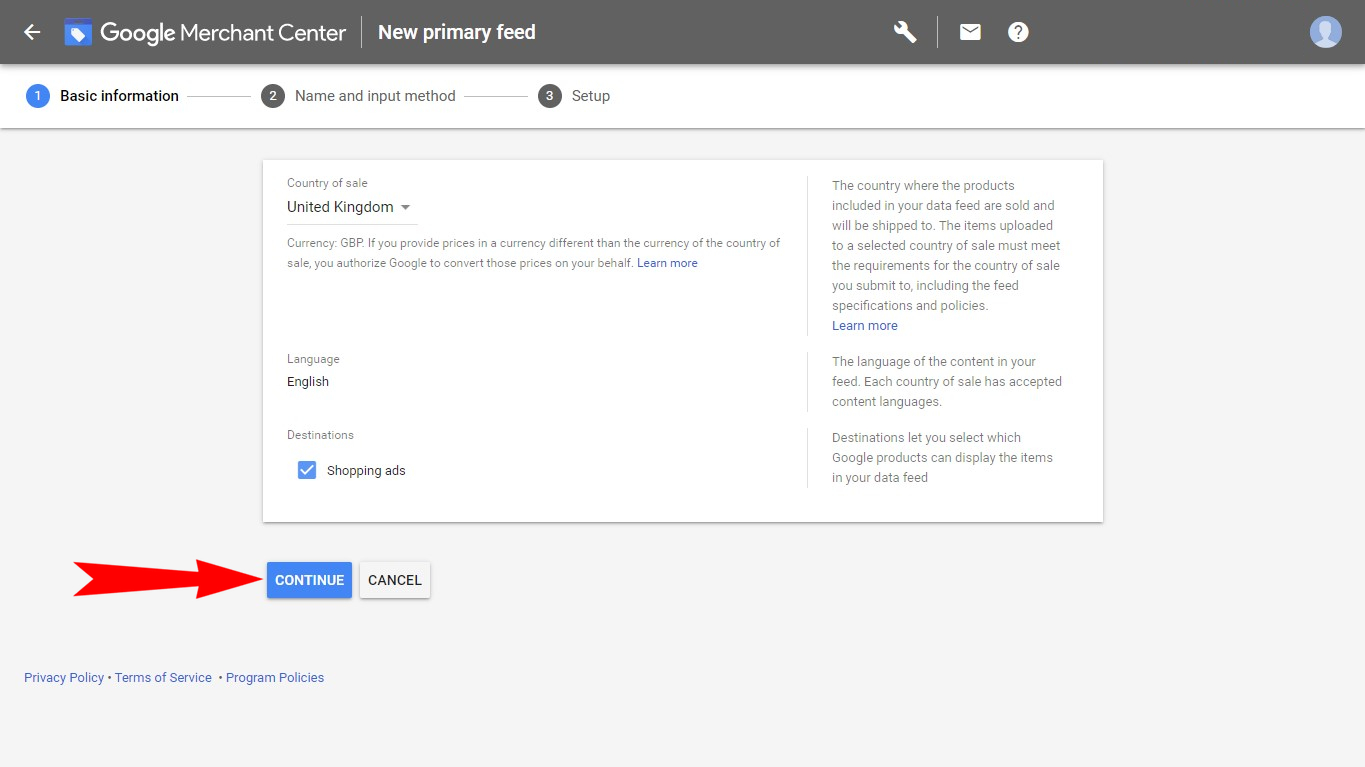 Google Merchant Center
New primary feed
1 Basic information
2 Name and input method
3 Setup
Country of sale
United Kingdom
Currency: GBP. If you provide prices in a currency different than the currency of the country of
sale, you authorize Google to convert those prices on your behalf. Learn more
The country where the products
included in your data feed are sold and
will be shipped to. The items uploaded
to a selected country of sale must meet
the requirements for the country of sale
you submit to, including the feed
specifications and policies.
Learn more
Language
English
The language of the content in your
feed. Each country of sale has accepted
content languages.
Destinations
Shopping ads
Destinations let you select which
Google products can display the items
in your data feed
CONTINUE
CANCEL
Privacy Policy • Terms of Service • Program Policies